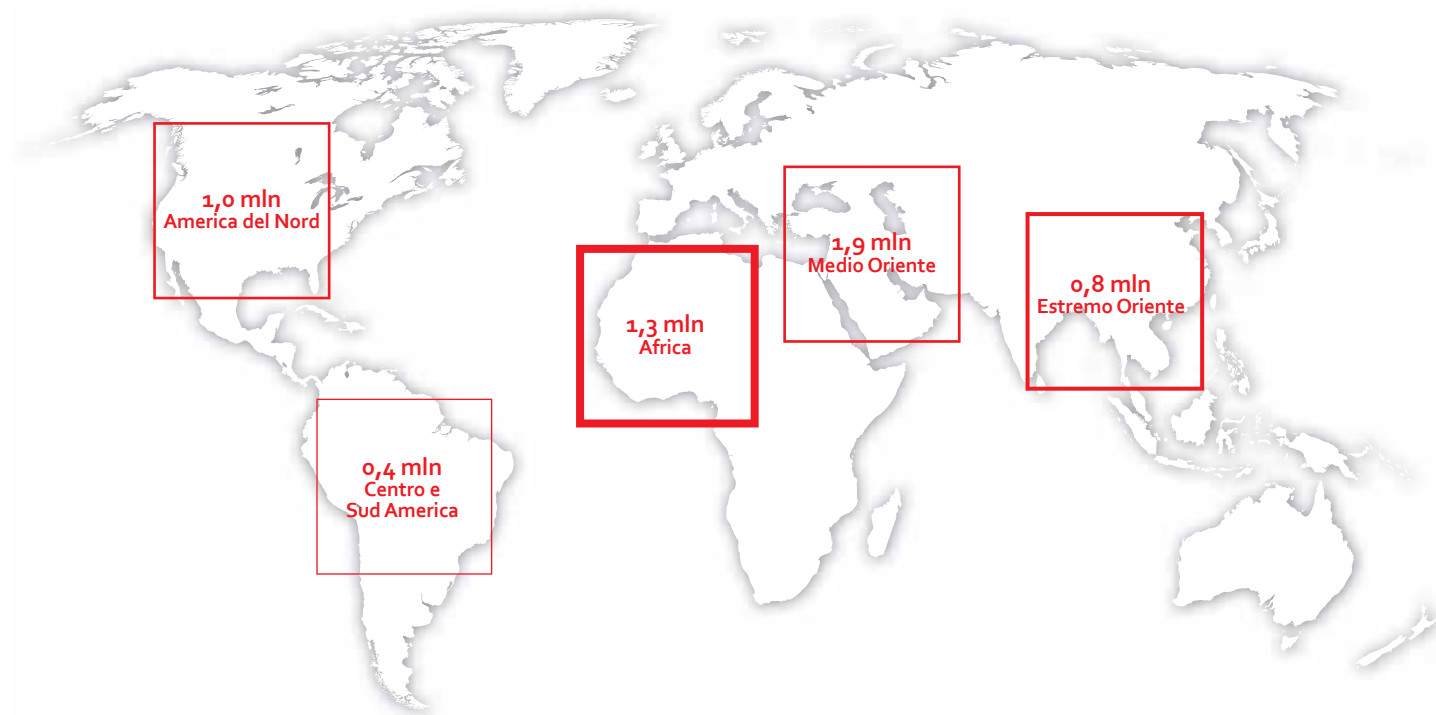 1,0 mln
America del Nord
1,9 mln
Medio Oriente
0,8 mln
Estremo Oriente
1,3 mln
Africa
0,4 mln
Centro e
Sud America